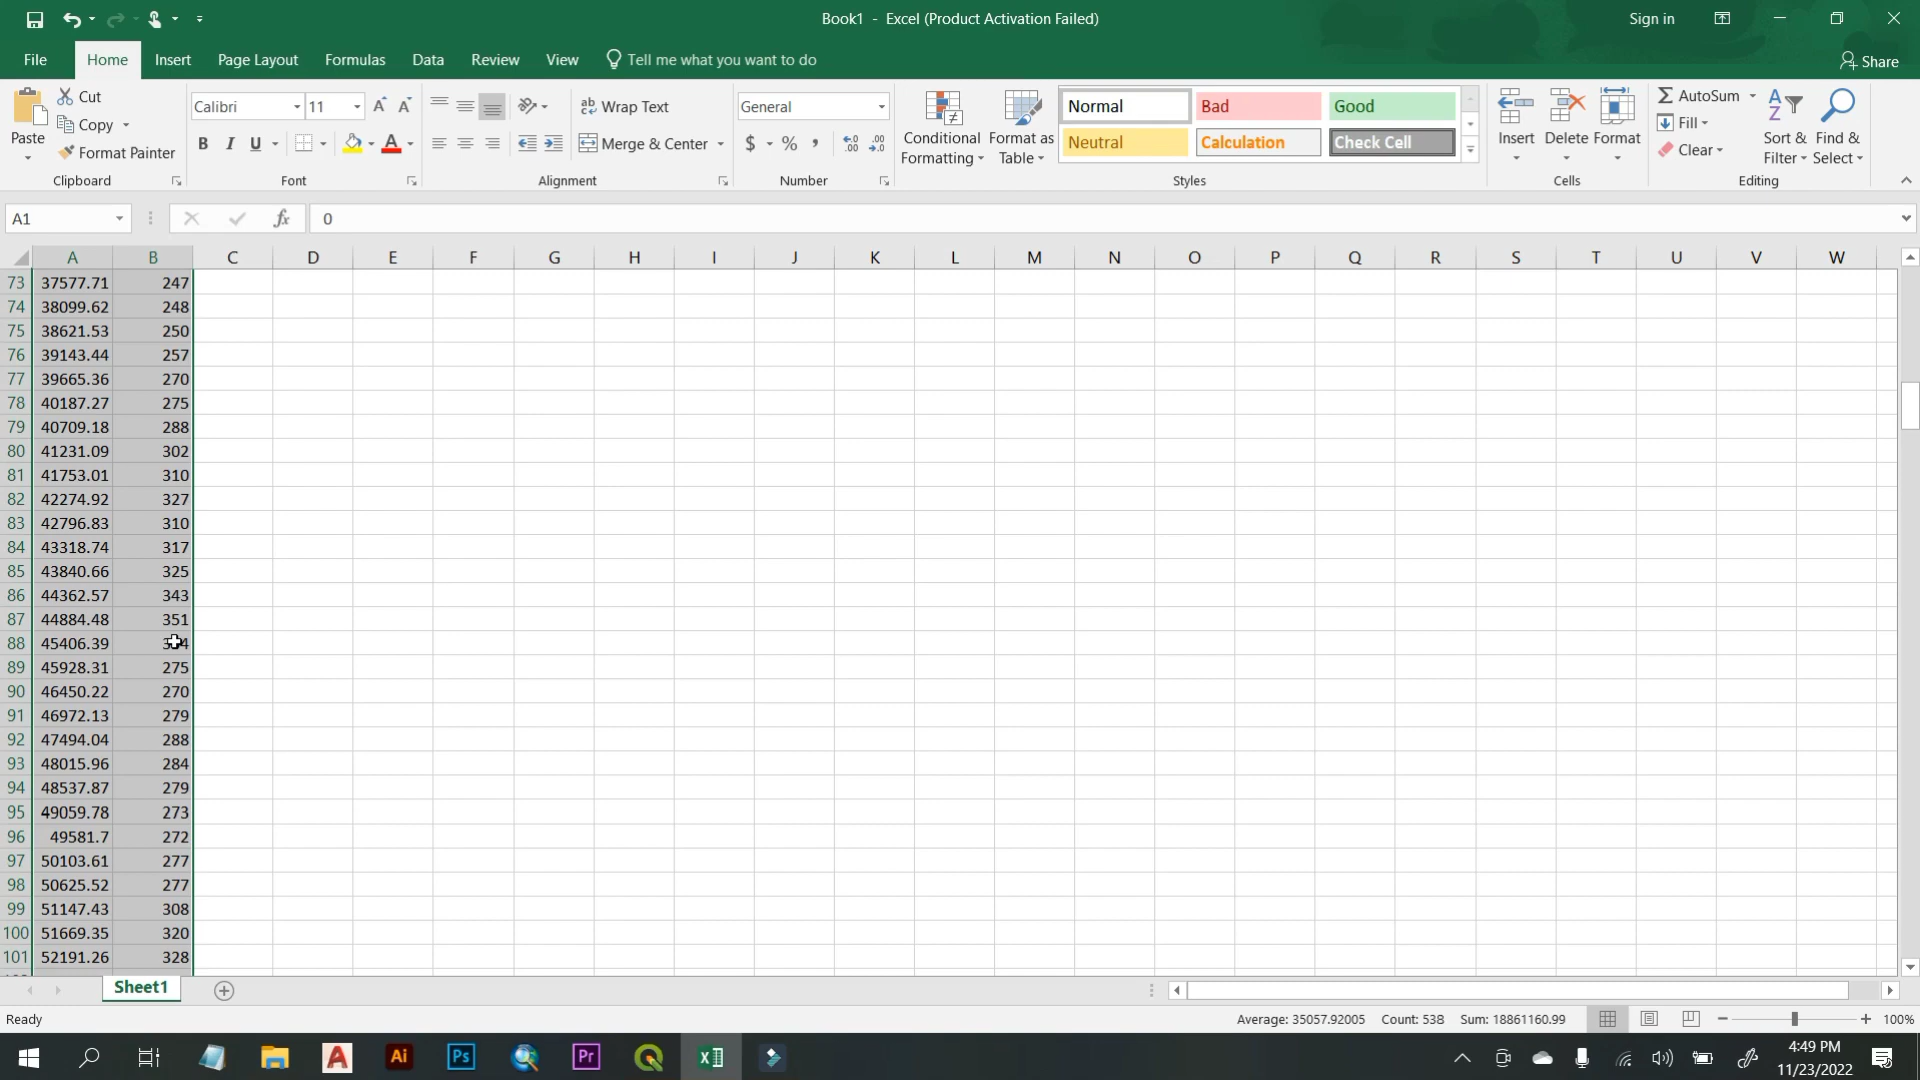 Book1 - Excel (Product Activation Failed)
Sign in
File
Home
Insert
Page Layout
Formulas
Data
Review
View
Tell me what you want to do
Share
Paste
Cut
Copy
Format Painter
Clipboard
Calibri
11
B I U
Font
Wrap Text
Merge & Center
Alignment
General
$ % ,
Number
Conditional Formatting
Format as Table
Normal
Bad
Good
Neutral
Calculation
Check Cell
Styles
Insert
Delete
Format
Cells
AutoSum
Fill
Clear
Sort & Filter
Find & Select
Editing
A1
fx
0
A B C D E F G H I J K L M N O P Q R S T U V W
73 37577.71 247
74 38099.62 248
75 38621.53 250
76 39143.44 257
77 39665.36 270
78 40187.27 275
79 40709.18 288
80 41231.09 302
81 41753.01 310
82 42274.92 327
83 42796.83 310
84 43318.74 317
85 43840.66 325
86 44362.57 343
87 44884.48 351
88 45406.39
89 45928.31 275
90 46450.22 270
91 46972.13 279
92 47494.04 288
93 48015.96 284
94 48537.87 279
95 49059.78 273
96 49581.7 272
97 50103.61 277
98 50625.52 277
99 51147.43 308
100 51669.35 320
101 52191.26 328
Sheet1
Ready
Average: 35057.92005
Count: 538
Sum: 18861160.99
100%
Ai
Ps
Pr
4:49 PM
11/23/2022